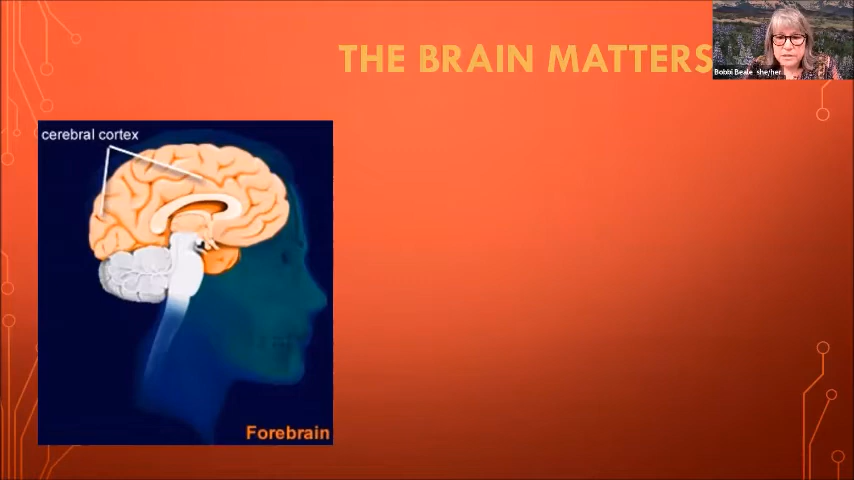 THE BRAIN MATTERS
Bobbi Beale she/her
cerebral cortex
Forebrain